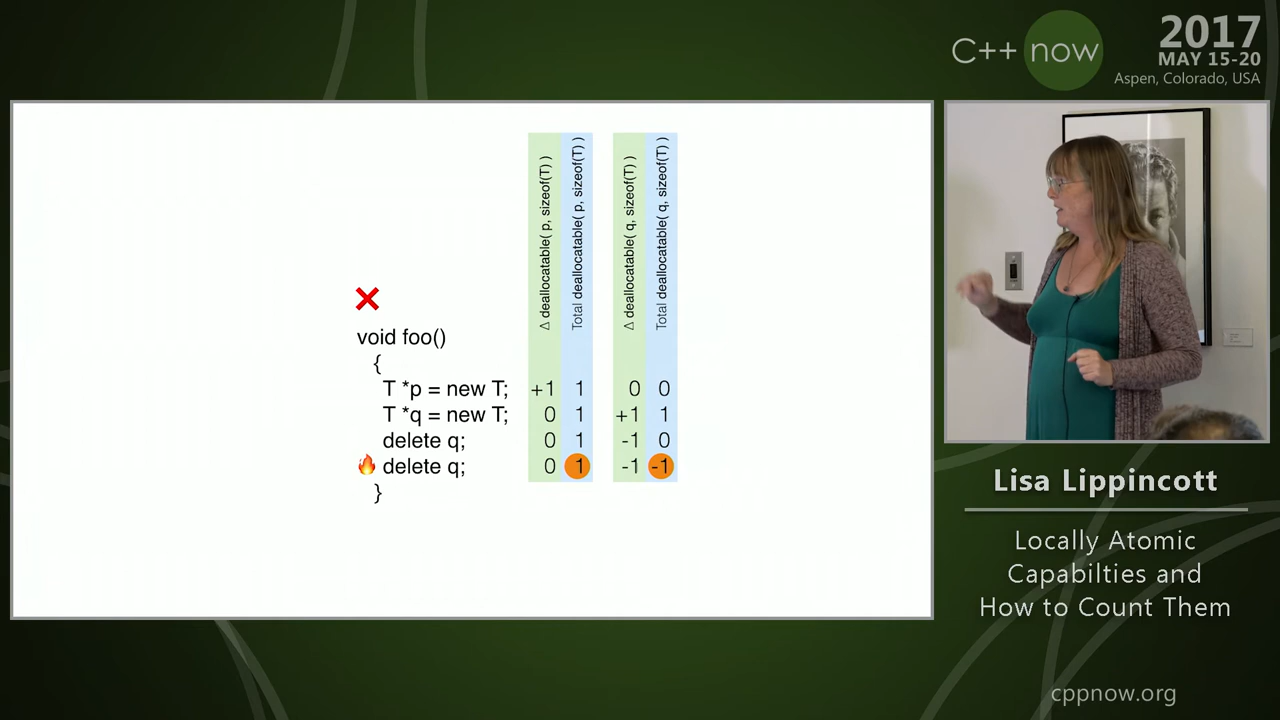 C++ now
2017
MAY 15-20
Aspen, Colorado, USA
Δ deallocatable( p, sizeof(T) )
Total deallocatable( p, sizeof(T) )
Δ deallocatable( q, sizeof(T) )
Total deallocatable( q, sizeof(T) )
void foo()
{
T *p = new T; +1 1 0 0
T *q = new T; 0 1 +1 1
delete q; 0 1 -1 0
delete q; 0 1 -1 -1
}
Lisa Lippincott
Locally Atomic
Capabilties and
How to Count Them
cppnow.org